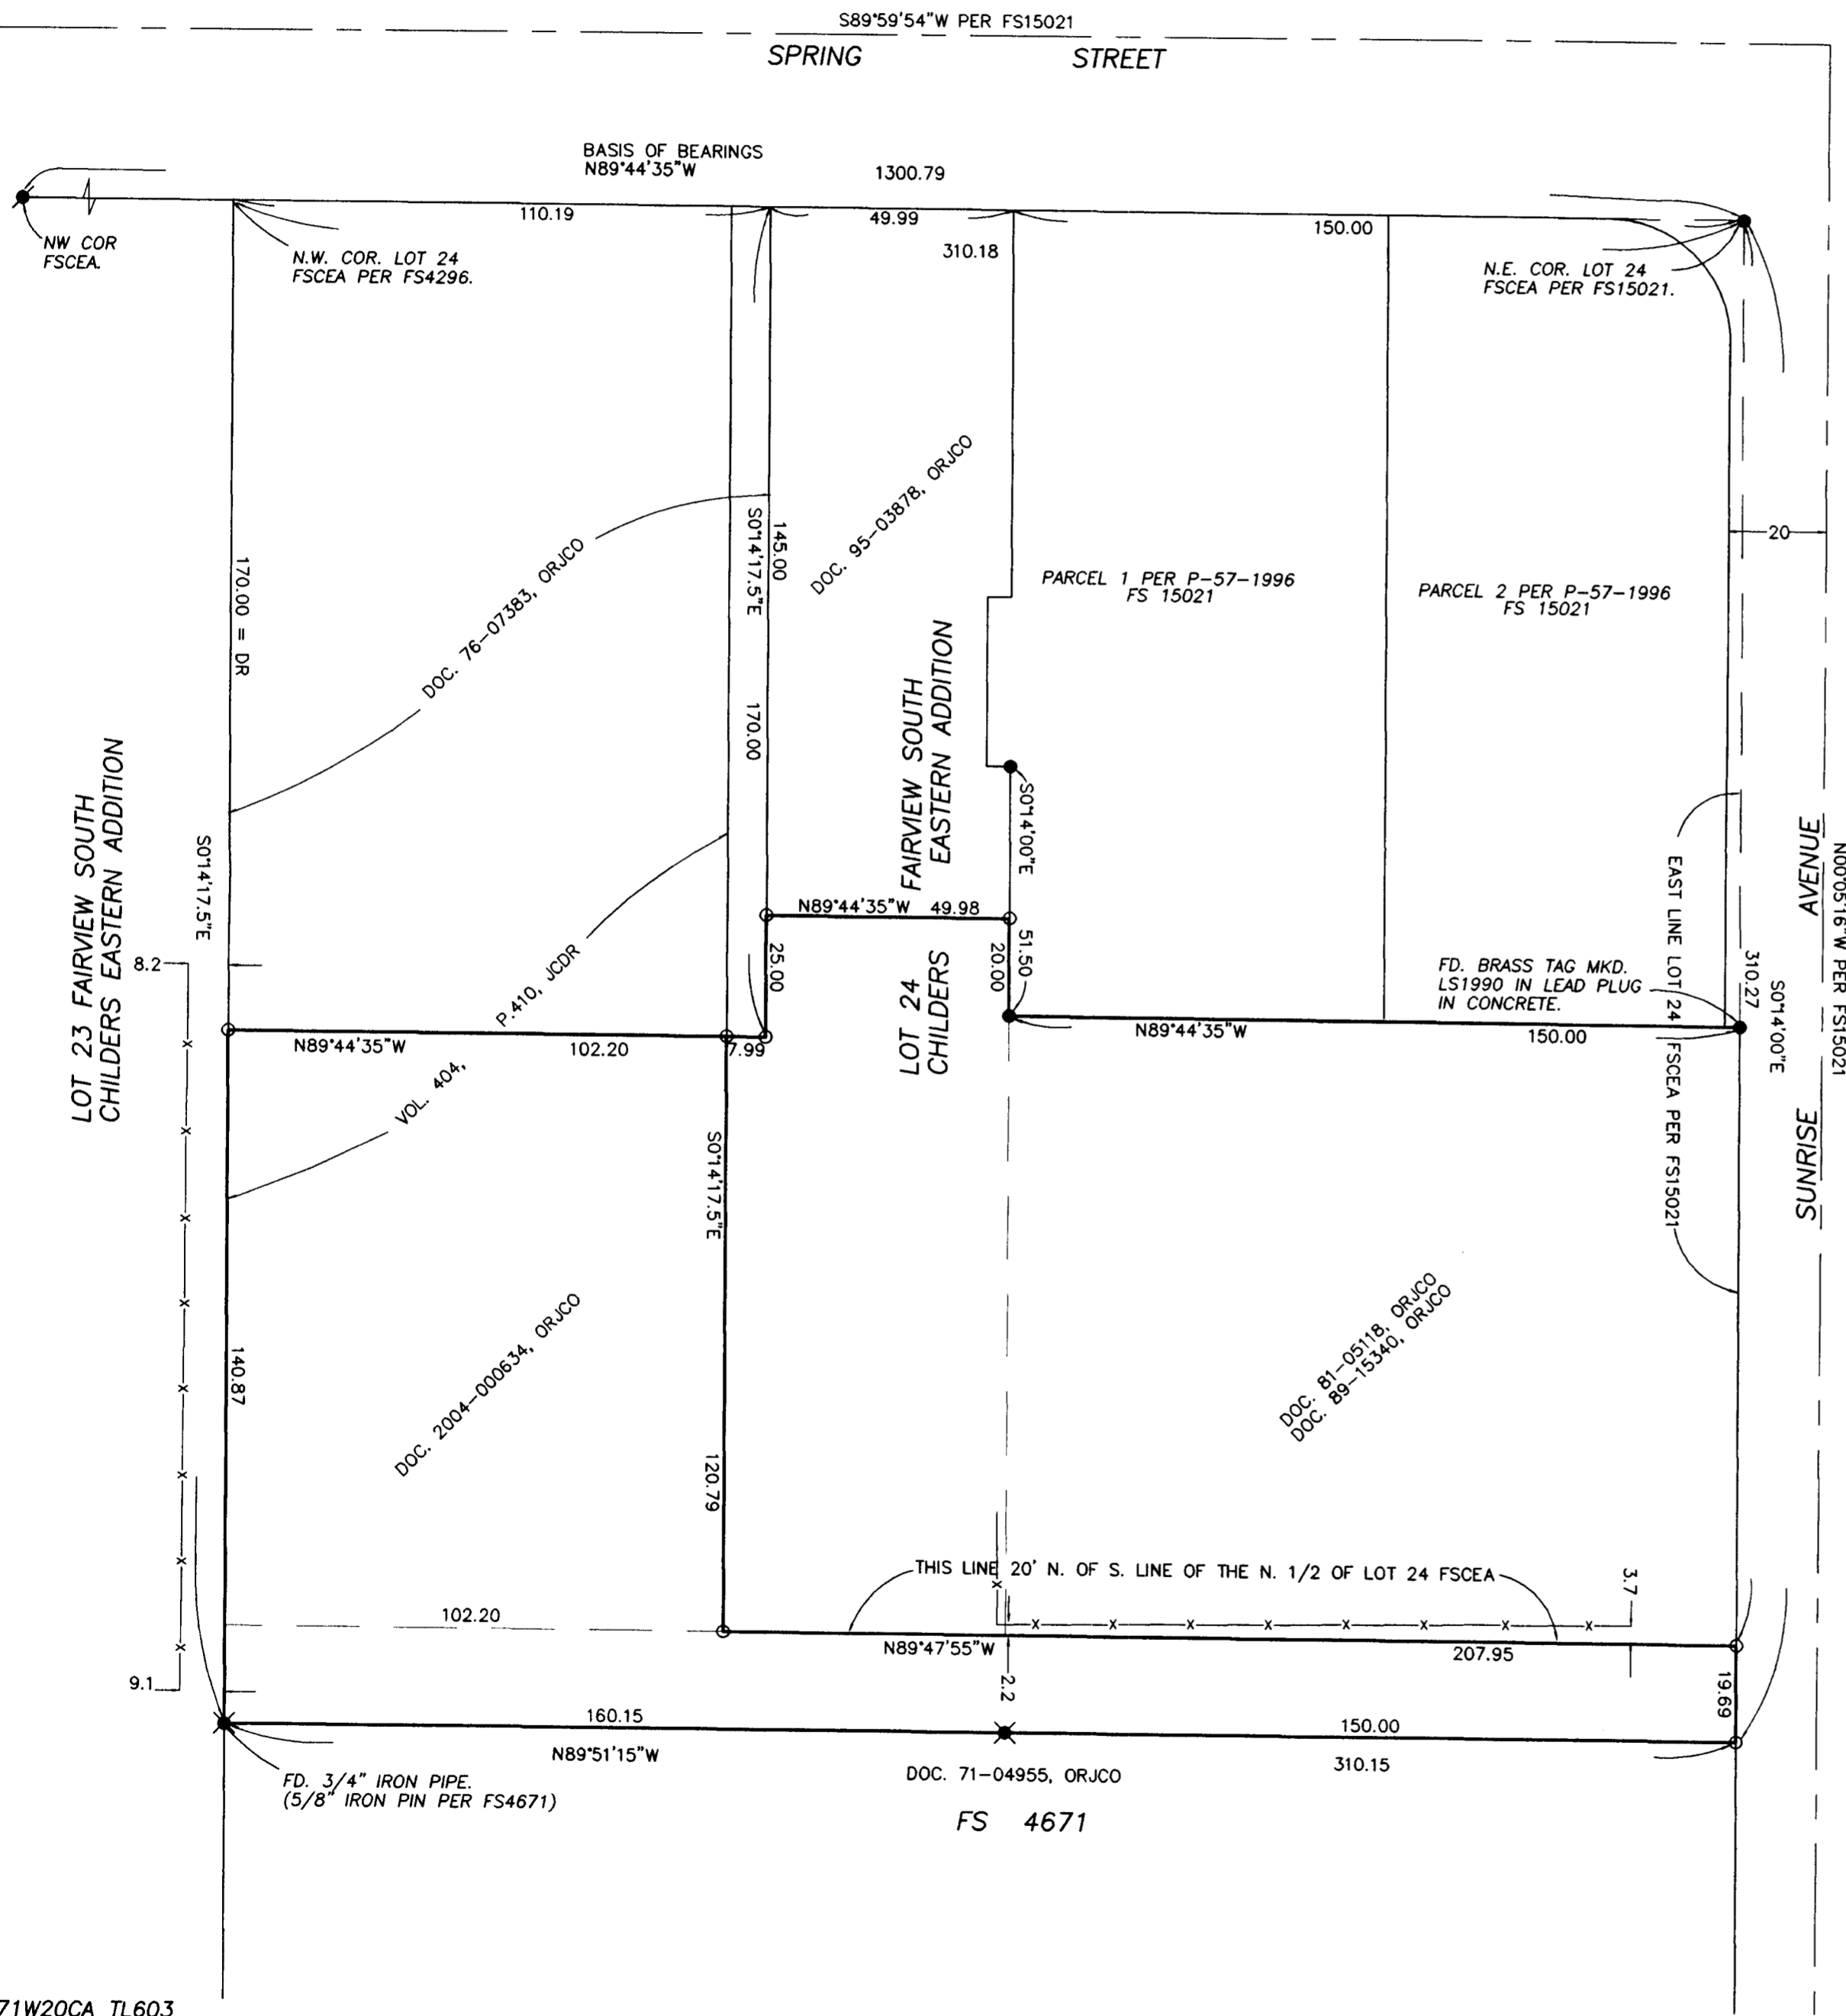 S89°59'54"W PER FS15021
SPRING STREET
BASIS OF BEARINGS
N89°44'35"W
1300.79
110.19
49.99
310.18
150.00
NW COR
FSCEA.
N.W. COR. LOT 24
FSCEA PER FS4296.
N.E. COR. LOT 24
FSCEA PER FS15021.
170.00 = DR
DOC. 76-07383, ORJCO
S0°14'17.5"E
145.00
170.00
DOC. 95-03878, ORJCO
PARCEL 1 PER P-57-1996
FS 15021
PARCEL 2 PER P-57-1996
FS 15021
20
LOT 23 FAIRVIEW SOUTH
CHILDERS EASTERN ADDITION
S0°14'17.5"E
8.2
LOT 24 FAIRVIEW SOUTH
CHILDERS EASTERN ADDITION
S0°14'00"E
N89°44'35"W 49.98
51.50
20.00
25.00
VOL. 404, P.410, JCDR
N89°44'35"W
102.20
7.99
FD. BRASS TAG MKD.
LS1990 IN LEAD PLUG
IN CONCRETE.
N89°44'35"W
150.00
EAST LINE LOT 24 FSCEA PER FS15021
310.27
S0°14'00"E
SUNRISE AVENUE
N00°05'16"W PER FS15021
S0°14'17.5"E
140.87
DOC. 2004-000634, ORJCO
120.79
DOC. 81-05118, ORJCO
DOC. 89-15340, ORJCO
THIS LINE 20' N. OF S. LINE OF THE N. 1/2 OF LOT 24 FSCEA
3.7
102.20
N89°47'55"W
207.95
2.2
19.69
9.1
160.15
150.00
N89°51'15"W
310.15
FD. 3/4" IRON PIPE.
(5/8" IRON PIN PER FS4671)
DOC. 71-04955, ORJCO
FS 4671
71W20CA TL603